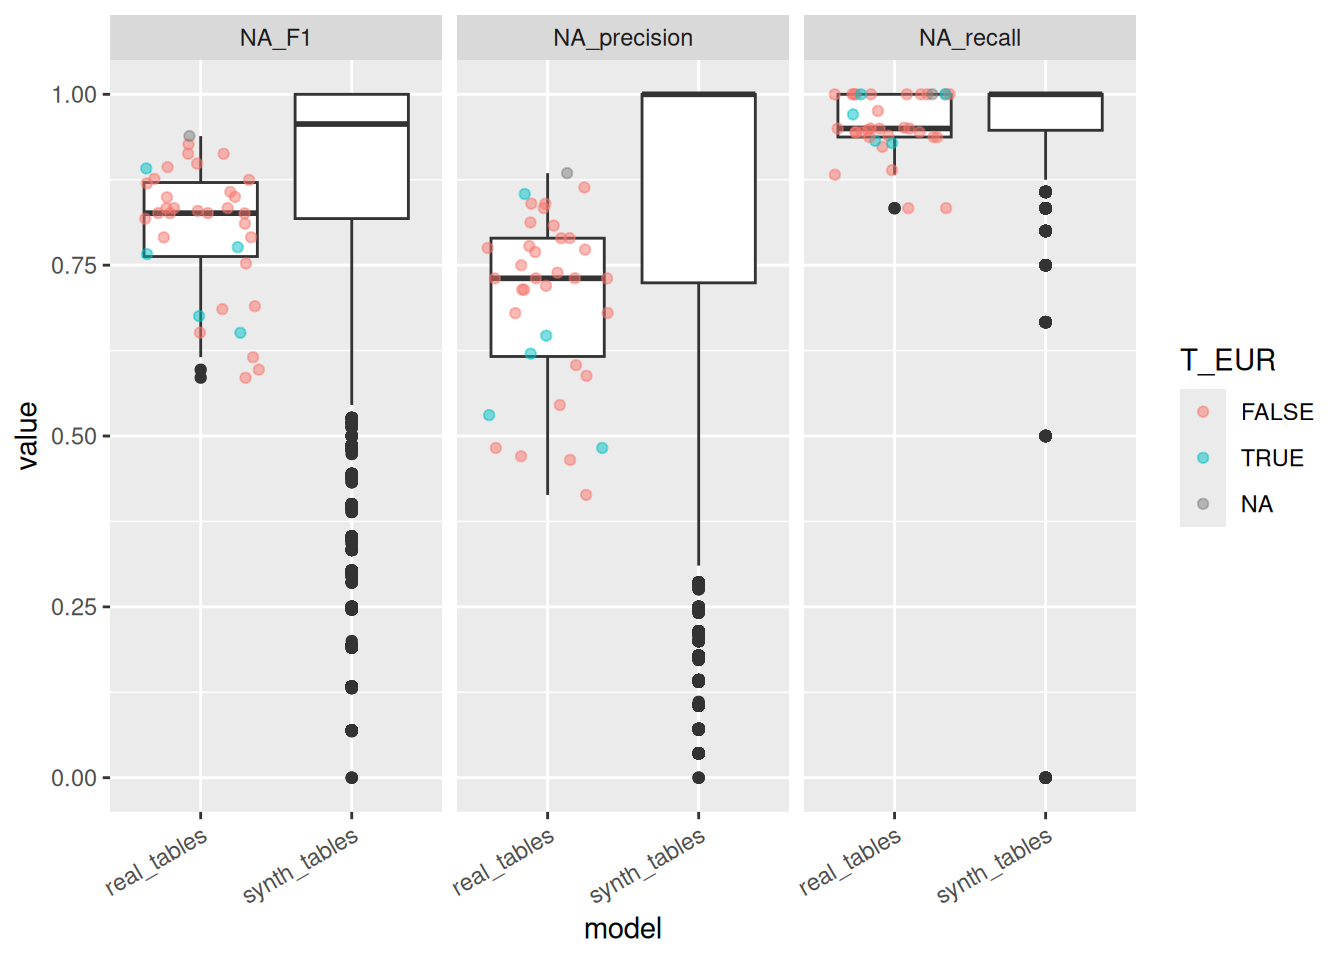 NA_F1 NA_precision NA_recall
1.00
0.75
0.50
0.25
0.00
value
real_tables synth_tables real_tables synth_tables real_tables synth_tables
model
T_EUR
FALSE
TRUE
NA